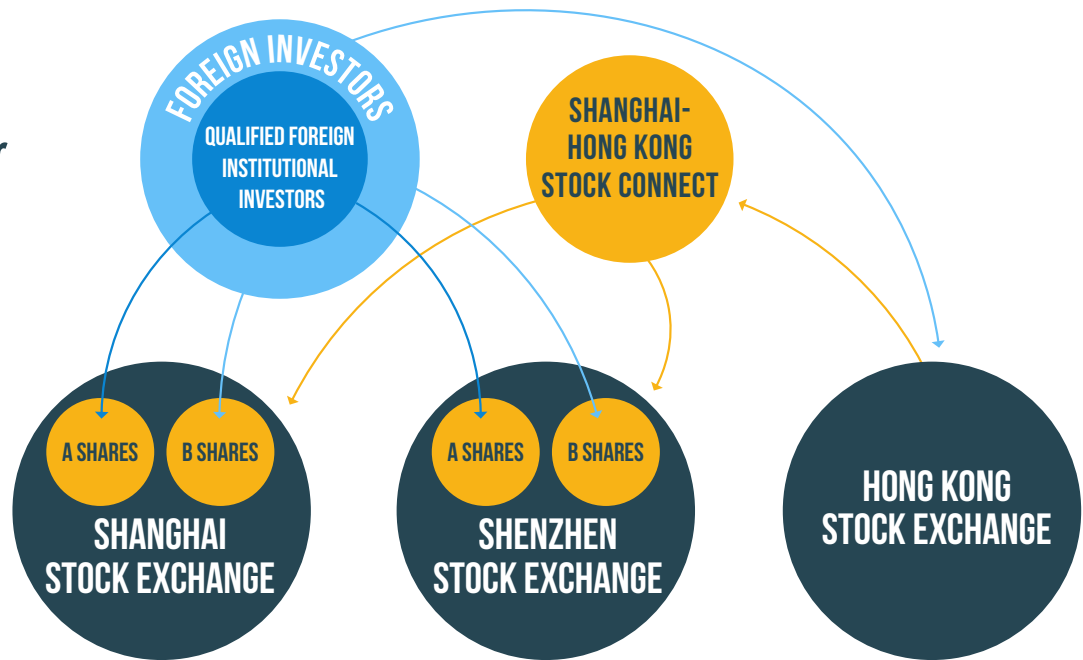 FOREIGN INVESTORS
QUALIFIED FOREIGN
INSTITUTIONAL
INVESTORS
SHANGHAI-
HONG KONG
STOCK CONNECT
A SHARES
B SHARES
SHANGHAI
STOCK EXCHANGE
A SHARES
B SHARES
SHENZHEN
STOCK EXCHANGE
HONG KONG
STOCK EXCHANGE